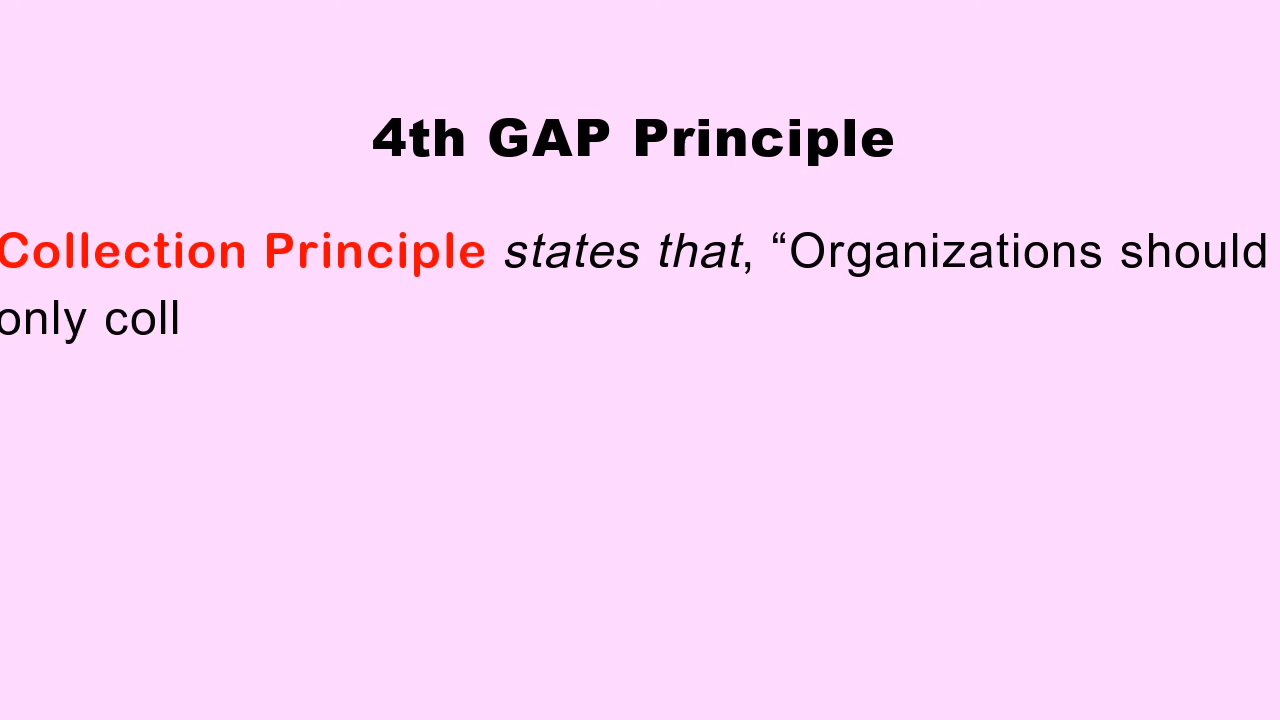 4th GAP Principle
Collection Principle states that, “Organizations should
only coll